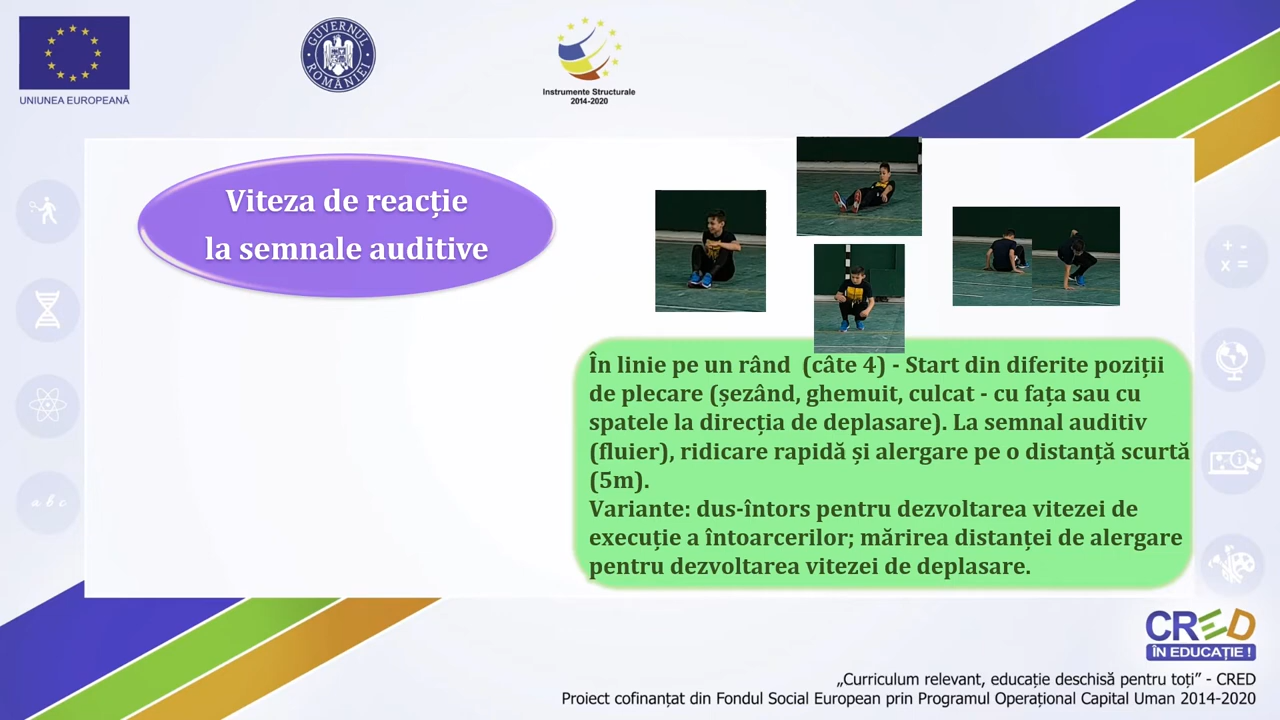 UNIUNEA EUROPEANĂ
GUVERNUL ROMÂNIEI
Instrumente Structurale
2014-2020
Viteza de reacție
la semnale auditive
În linie pe un rând (câte 4) - Start din diferite poziții
de plecare (șezând, ghemuit, culcat - cu fața sau cu
spatele la direcția de deplasare). La semnal auditiv
(fluier), ridicare rapidă și alergare pe o distanță scurtă
(5m).
Variante: dus-întors pentru dezvoltarea vitezei de
execuție a întoarcerilor; mărirea distanței de alergare
pentru dezvoltarea vitezei de deplasare.
+ -
x =
a b c
CRED
ÎN EDUCAȚIE !
„Curriculum relevant, educație deschisă pentru toți” - CRED
Proiect cofinanțat din Fondul Social European prin Programul Operațional Capital Uman 2014-2020